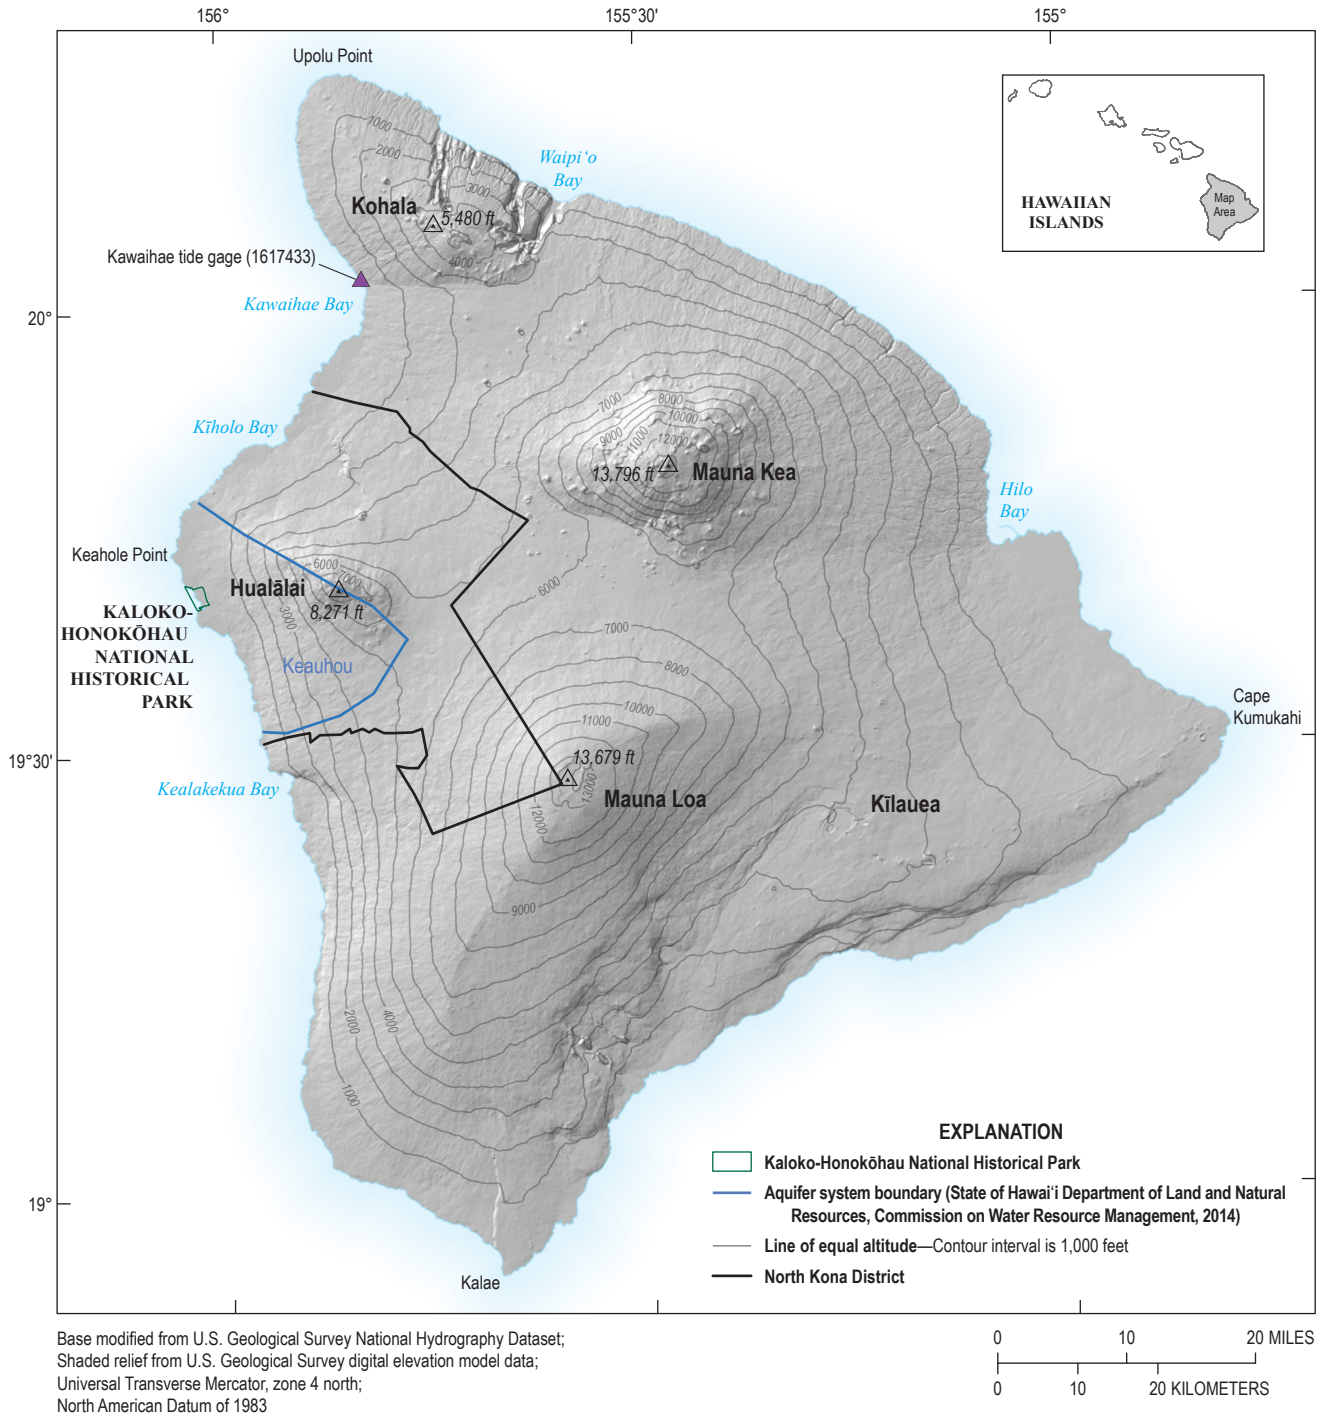 156°
155°30'
155°
Upolu Point
1000
2000
3000
Waipi‘o
Bay
Kohala
5,480 ft
4000
HAWAIIAN
ISLANDS
Map
Area
Kawaihae tide gage (1617433)
Kawaihae Bay
20°
7000
8000
10000
9000
11000
12000
Kīholo Bay
13,796 ft
Mauna Kea
Hilo
Bay
Keahole Point
6000
7000
6000
Hualālai
8,271 ft
3000
KALOKO-
HONOKŌHAU
NATIONAL
HISTORICAL
PARK
Keauhou
7000
8000
10000
11000
Cape
Kumukahi
19°30'
13,679 ft
Kealakekua Bay
13000
12000
Mauna Loa
Kīlauea
9000
2000
4000
1000
19°
Kalae
EXPLANATION
Kaloko-Honokōhau National Historical Park
Aquifer system boundary (State of Hawai‘i Department of Land and Natural
Resources, Commission on Water Resource Management, 2014)
Line of equal altitude—Contour interval is 1,000 feet
North Kona District
Base modified from U.S. Geological Survey National Hydrography Dataset;
Shaded relief from U.S. Geological Survey digital elevation model data;
Universal Transverse Mercator, zone 4 north;
North American Datum of 1983
0 10 20 MILES
0 10 20 KILOMETERS